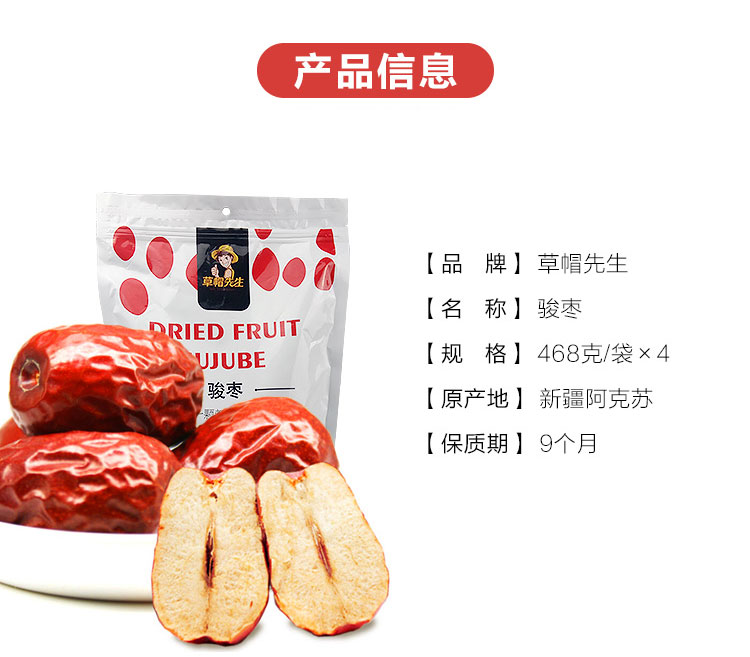 产品信息
草帽先生
DRIED FRUIT
JUJUBE
骏枣
【品 牌】草帽先生
【名 称】骏枣
【规 格】468克/袋×4
【原产地】新疆阿克苏
【保质期】9个月